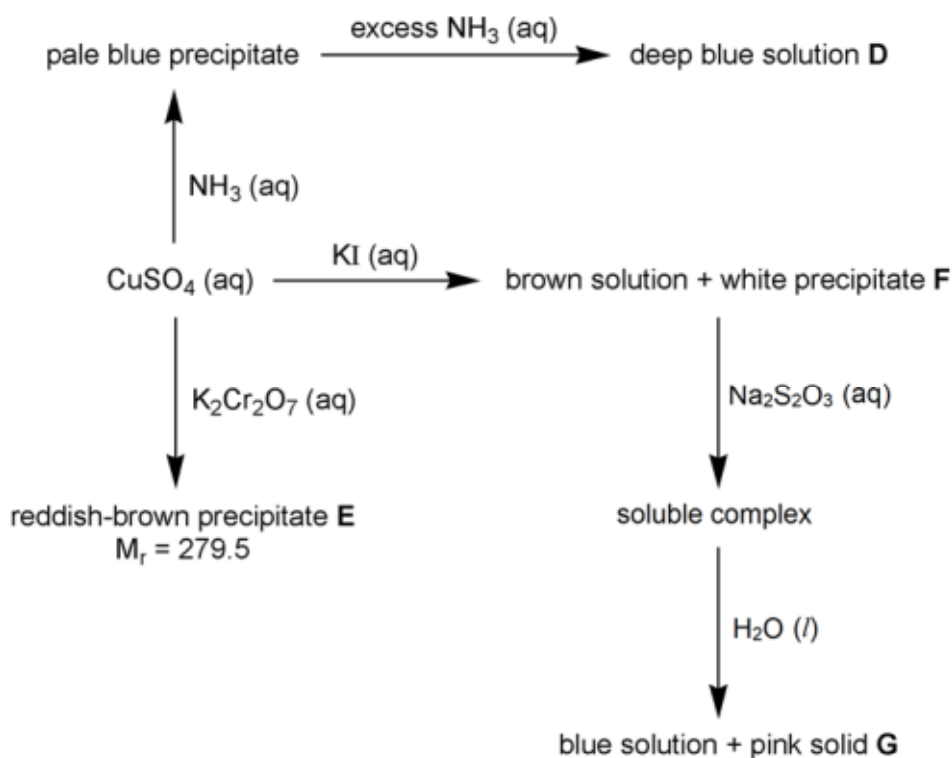 excess NH₃ (aq)
pale blue precipitate
deep blue solution D
NH₃ (aq)
KI (aq)
CuSO₄ (aq)
brown solution + white precipitate F
K₂Cr₂O₇ (aq)
Na₂S₂O₃ (aq)
reddish-brown precipitate E
Mᵣ = 279.5
soluble complex
H₂O (l)
blue solution + pink solid G